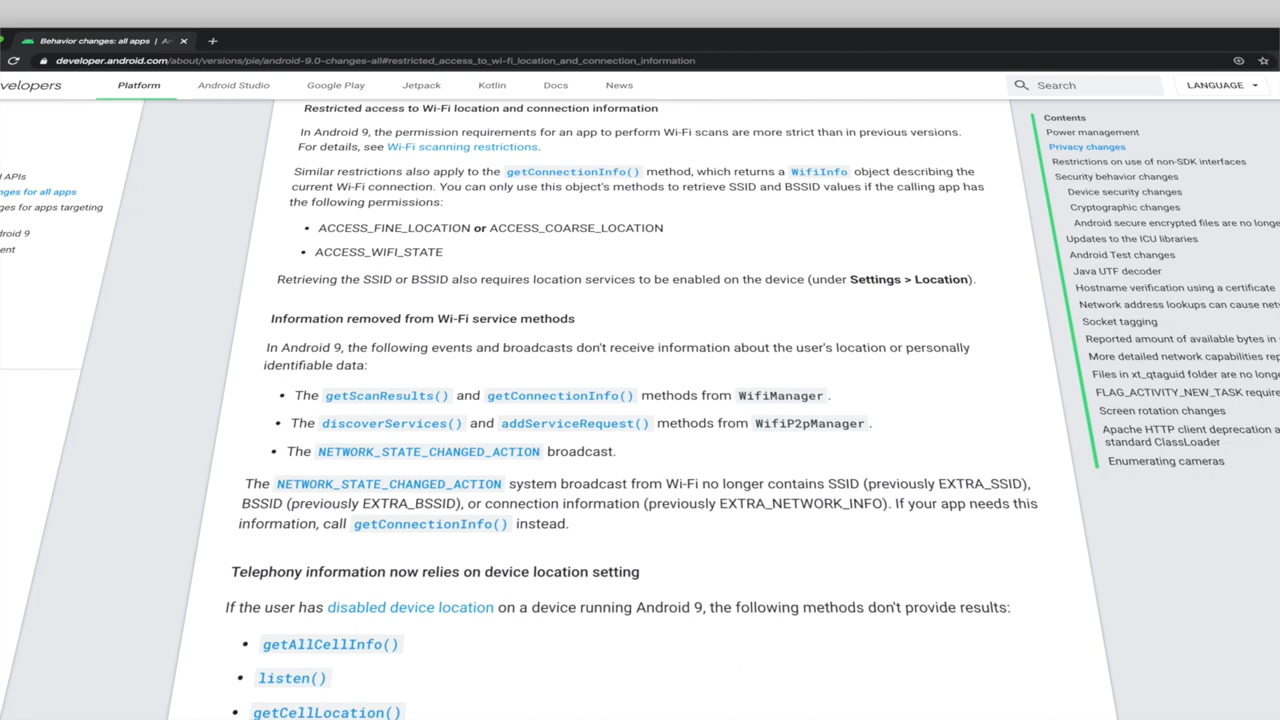 Behavior changes: all apps | An
developer.android.com/about/versions/pie/android-9.0-changes-all#restricted_access_to_wi-fi_location_and_connection_information
velopers Platform Android Studio Google Play Jetpack Kotlin Docs News Search LANGUAGE
d APIs
nges for all apps
ges for apps targeting
droid 9
ent
Restricted access to Wi-Fi location and connection information
In Android 9, the permission requirements for an app to perform Wi-Fi scans are more strict than in previous versions.
For details, see Wi-Fi scanning restrictions.
Similar restrictions also apply to the getConnectionInfo() method, which returns a WifiInfo object describing the
current Wi-Fi connection. You can only use this object's methods to retrieve SSID and BSSID values if the calling app has
the following permissions:
• ACCESS_FINE_LOCATION or ACCESS_COARSE_LOCATION
• ACCESS_WIFI_STATE
Retrieving the SSID or BSSID also requires location services to be enabled on the device (under Settings > Location).
Information removed from Wi-Fi service methods
In Android 9, the following events and broadcasts don't receive information about the user's location or personally
identifiable data:
• The getScanResults() and getConnectionInfo() methods from WifiManager.
• The discoverServices() and addServiceRequest() methods from WifiP2pManager.
• The NETWORK_STATE_CHANGED_ACTION broadcast.
The NETWORK_STATE_CHANGED_ACTION system broadcast from Wi-Fi no longer contains SSID (previously EXTRA_SSID),
BSSID (previously EXTRA_BSSID), or connection information (previously EXTRA_NETWORK_INFO). If your app needs this
information, call getConnectionInfo() instead.
Telephony information now relies on device location setting
If the user has disabled device location on a device running Android 9, the following methods don't provide results:
• getAllCellInfo()
• listen()
• getCellLocation()
Contents
Power management
Privacy changes
Restrictions on use of non-SDK interfaces
Security behavior changes
Device security changes
Cryptographic changes
Android secure encrypted files are no longe
Updates to the ICU libraries
Android Test changes
Java UTF decoder
Hostname verification using a certificate
Network address lookups can cause net
Socket tagging
Reported amount of available bytes in
More detailed network capabilities rep
Files in xt_qtaguid folder are no longe
FLAG_ACTIVITY_NEW_TASK require
Screen rotation changes
Apache HTTP client deprecation a
standard ClassLoader
Enumerating cameras